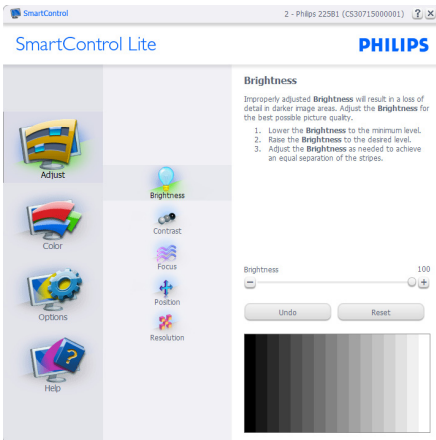 SmartControl
2 - Philips 225B1 (CS30715000001)
SmartControl Lite
PHILIPS
Adjust
Color
Options
Help
Brightness
Contrast
Focus
Position
Resolution
Brightness
Improperly adjusted Brightness will result in a loss of
detail in darker image areas. Adjust the Brightness for
the best possible picture quality.
1. Lower the Brightness to the minimum level.
2. Raise the Brightness to the desired level.
3. Adjust the Brightness as needed to achieve
an equal separation of the stripes.
Brightness 100
Undo
Reset